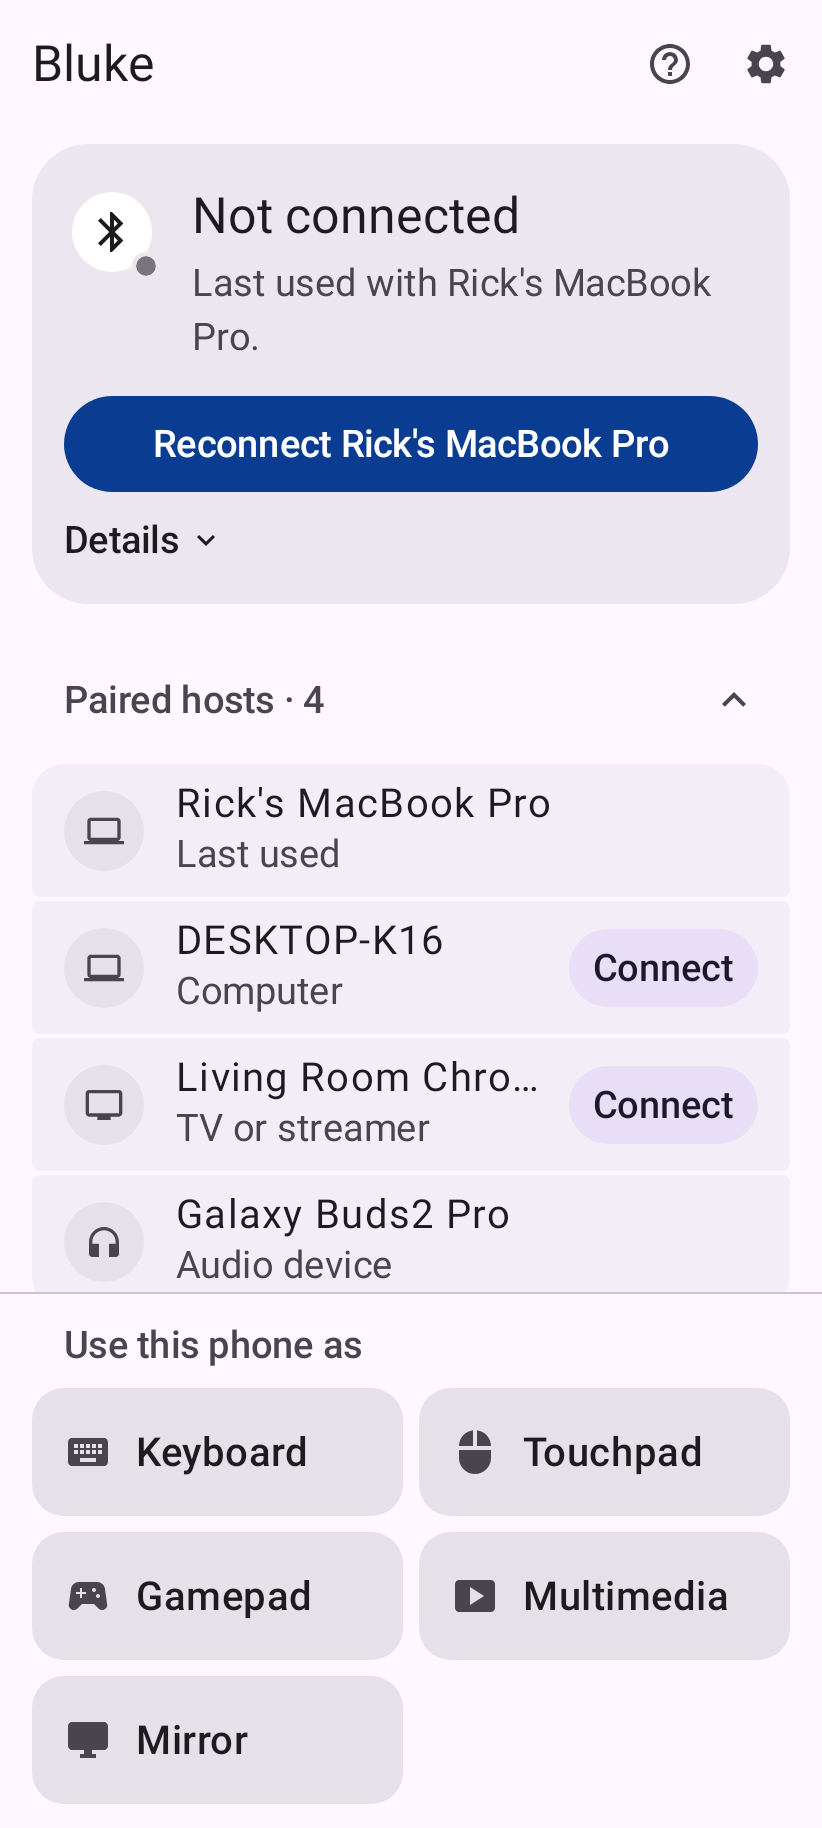 Bluke
Not connected
Last used with Rick's MacBook
Pro.
Reconnect Rick's MacBook Pro
Details
Paired hosts · 4
Rick's MacBook Pro
Last used
DESKTOP-K16
Computer
Connect
Living Room Chro…
TV or streamer
Connect
Galaxy Buds2 Pro
Audio device
Use this phone as
Keyboard
Touchpad
Gamepad
Multimedia
Mirror